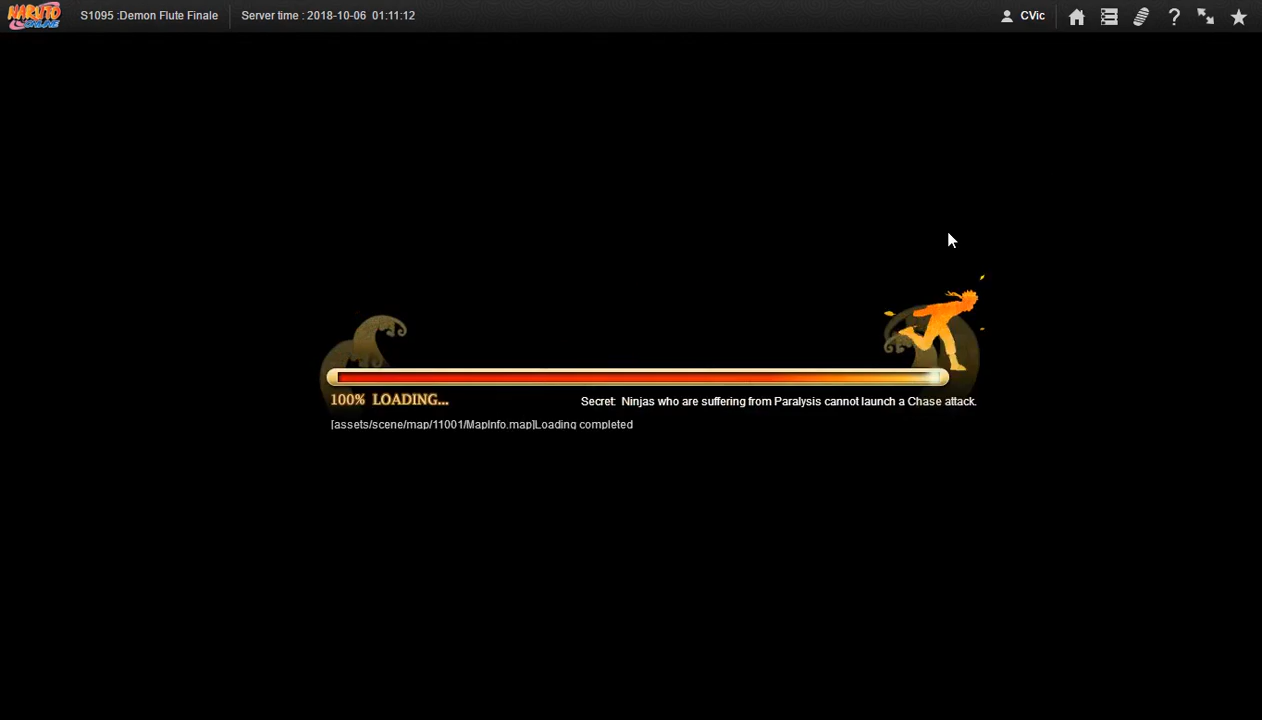 NARUTO ONLINE
S1095 :Demon Flute Finale
Server time : 2018-10-06 01:11:12
CVic
?
100% LOADING...
Secret: Ninjas who are suffering from Paralysis cannot launch a Chase attack.
[assets/scene/map/11001/MapInfo.map]Loading completed